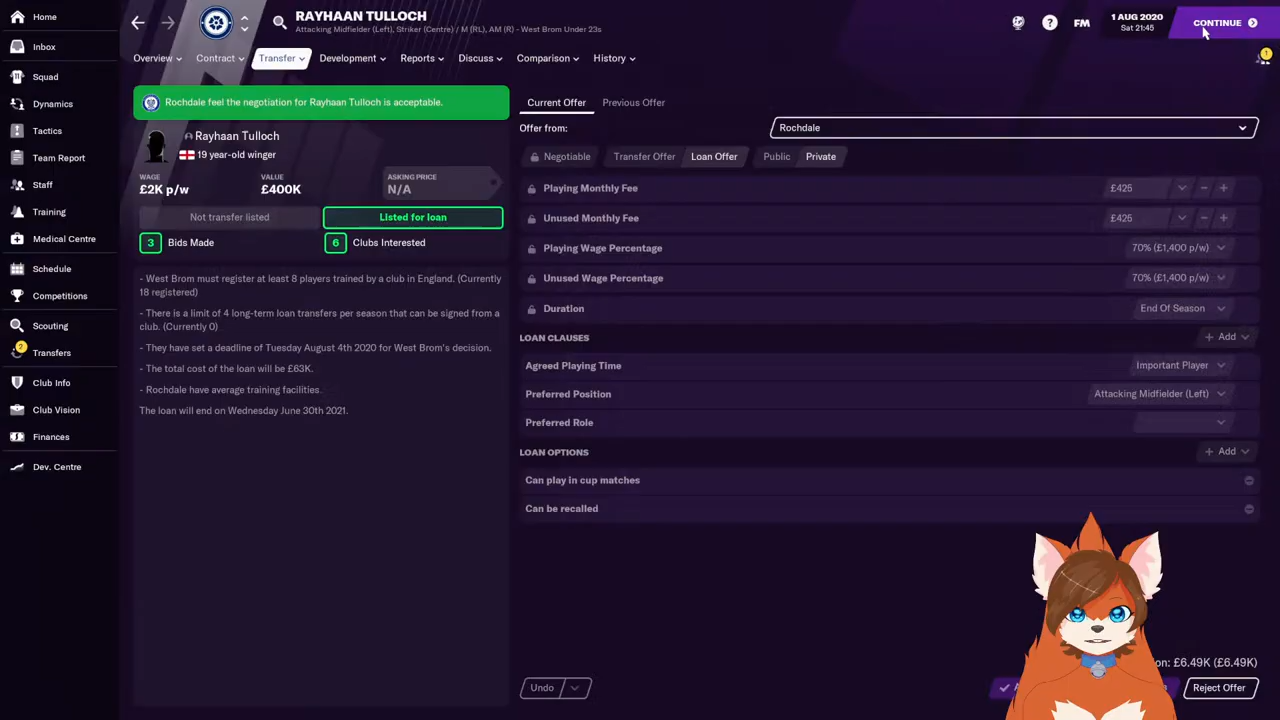 Home
Inbox
Squad
Dynamics
Tactics
Team Report
Staff
Training
Medical Centre
Schedule
Competitions
Scouting
2
Transfers
Club Info
Club Vision
Finances
Dev. Centre
RAYHAAN TULLOCH
Attacking Midfielder (Left), Striker (Centre) / M (RL), AM (R) - West Brom Under 23s
?
FM
1 AUG 2020
Sat 21:45
CONTINUE
1
Overview
Contract
Transfer
Development
Reports
Discuss
Comparison
History
Rochdale feel the negotiation for Rayhaan Tulloch is acceptable.
Rayhaan Tulloch
19 year-old winger
WAGE
£2K p/w
VALUE
£400K
ASKING PRICE
N/A
Not transfer listed
Listed for loan
3 Bids Made
6 Clubs Interested
- West Brom must register at least 8 players trained by a club in England. (Currently
18 registered)
- There is a limit of 4 long-term loan transfers per season that can be signed from a
club. (Currently 0)
- They have set a deadline of Tuesday August 4th 2020 for West Brom's decision.
- The total cost of the loan will be £63K.
- Rochdale have average training facilities.
The loan will end on Wednesday June 30th 2021.
Current Offer
Previous Offer
Offer from:
Rochdale
Negotiable
Transfer Offer
Loan Offer
Public
Private
Playing Monthly Fee
£425
Unused Monthly Fee
£425
Playing Wage Percentage
70% (£1,400 p/w)
Unused Wage Percentage
70% (£1,400 p/w)
Duration
End Of Season
LOAN CLAUSES
+ Add
Agreed Playing Time
Important Player
Preferred Position
Attacking Midfielder (Left)
Preferred Role
LOAN OPTIONS
+ Add
Can play in cup matches
Can be recalled
on: £6.49K (£6.49K)
Undo
Reject Offer